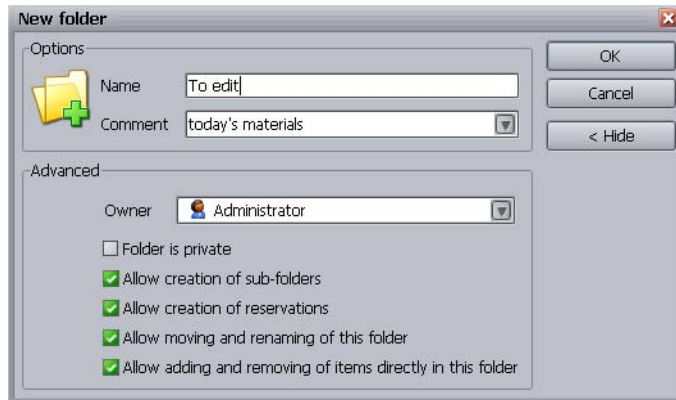 New folder
Options
Name To edit
Comment today's materials
OK
Cancel
< Hide
Advanced
Owner Administrator
Folder is private
Allow creation of sub-folders
Allow creation of reservations
Allow moving and renaming of this folder
Allow adding and removing of items directly in this folder